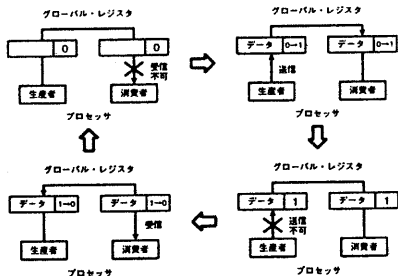 グローバル・レジスタ
0 0
受信
不可
生産者 消費者
プロセッサ
グローバル・レジスタ
データ 0→1 データ 0→1
送信
生産者 消費者
プロセッサ
グローバル・レジスタ
データ 1→0 データ 1→0
受信
生産者 消費者
プロセッサ
グローバル・レジスタ
データ 1 データ 1
送信
不可
生産者 消費者
プロセッサ